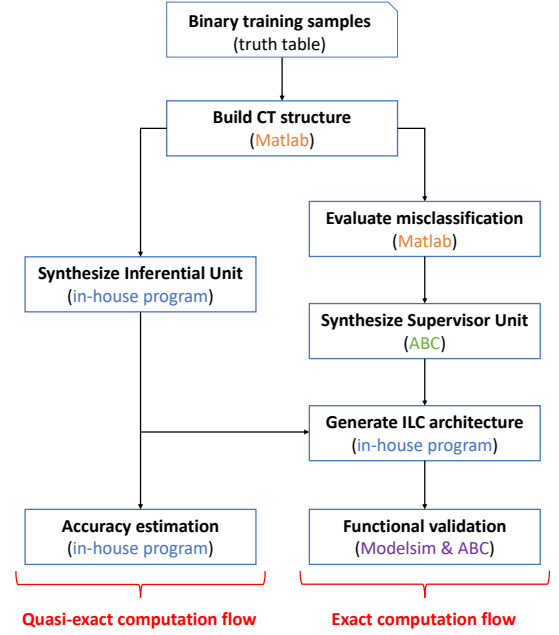 Binary training samples
(truth table)
Build CT structure
(Matlab)
Evaluate misclassification
(Matlab)
Synthesize Inferential Unit
(in-house program)
Synthesize Supervisor Unit
(ABC)
Generate ILC architecture
(in-house program)
Accuracy estimation
(in-house program)
Functional validation
(Modelsim & ABC)
Quasi-exact computation flow
Exact computation flow